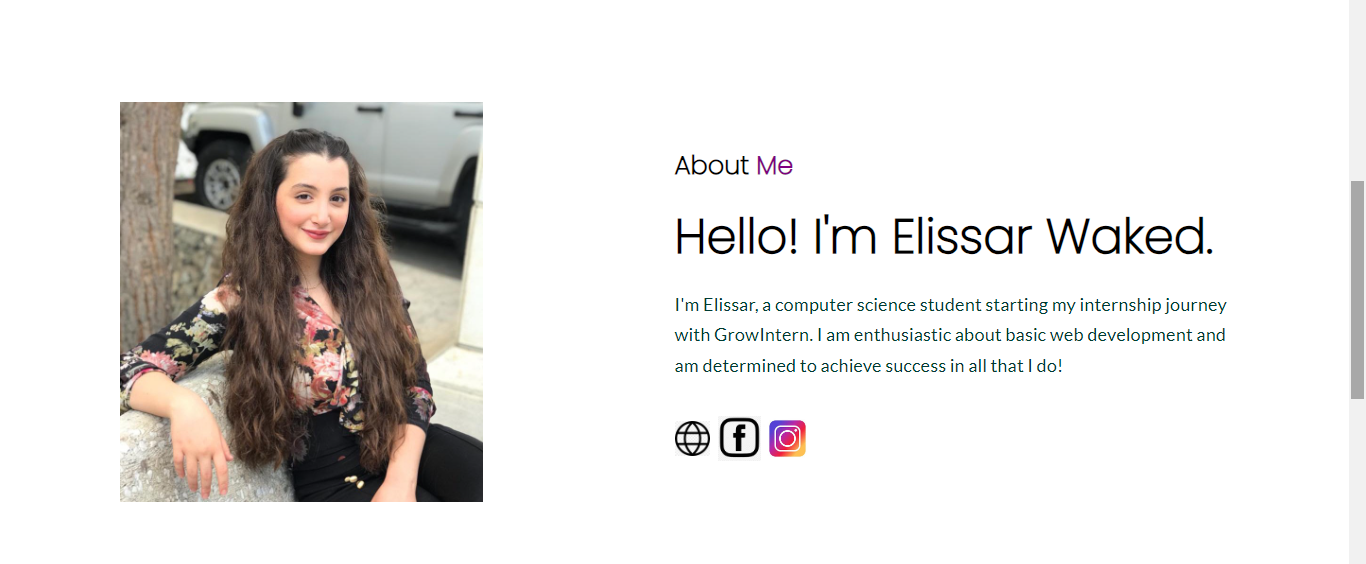 About Me
Hello! I'm Elissar Waked.
I'm Elissar, a computer science student starting my internship journey
with GrowIntern. I am enthusiastic about basic web development and
am determined to achieve success in all that I do!